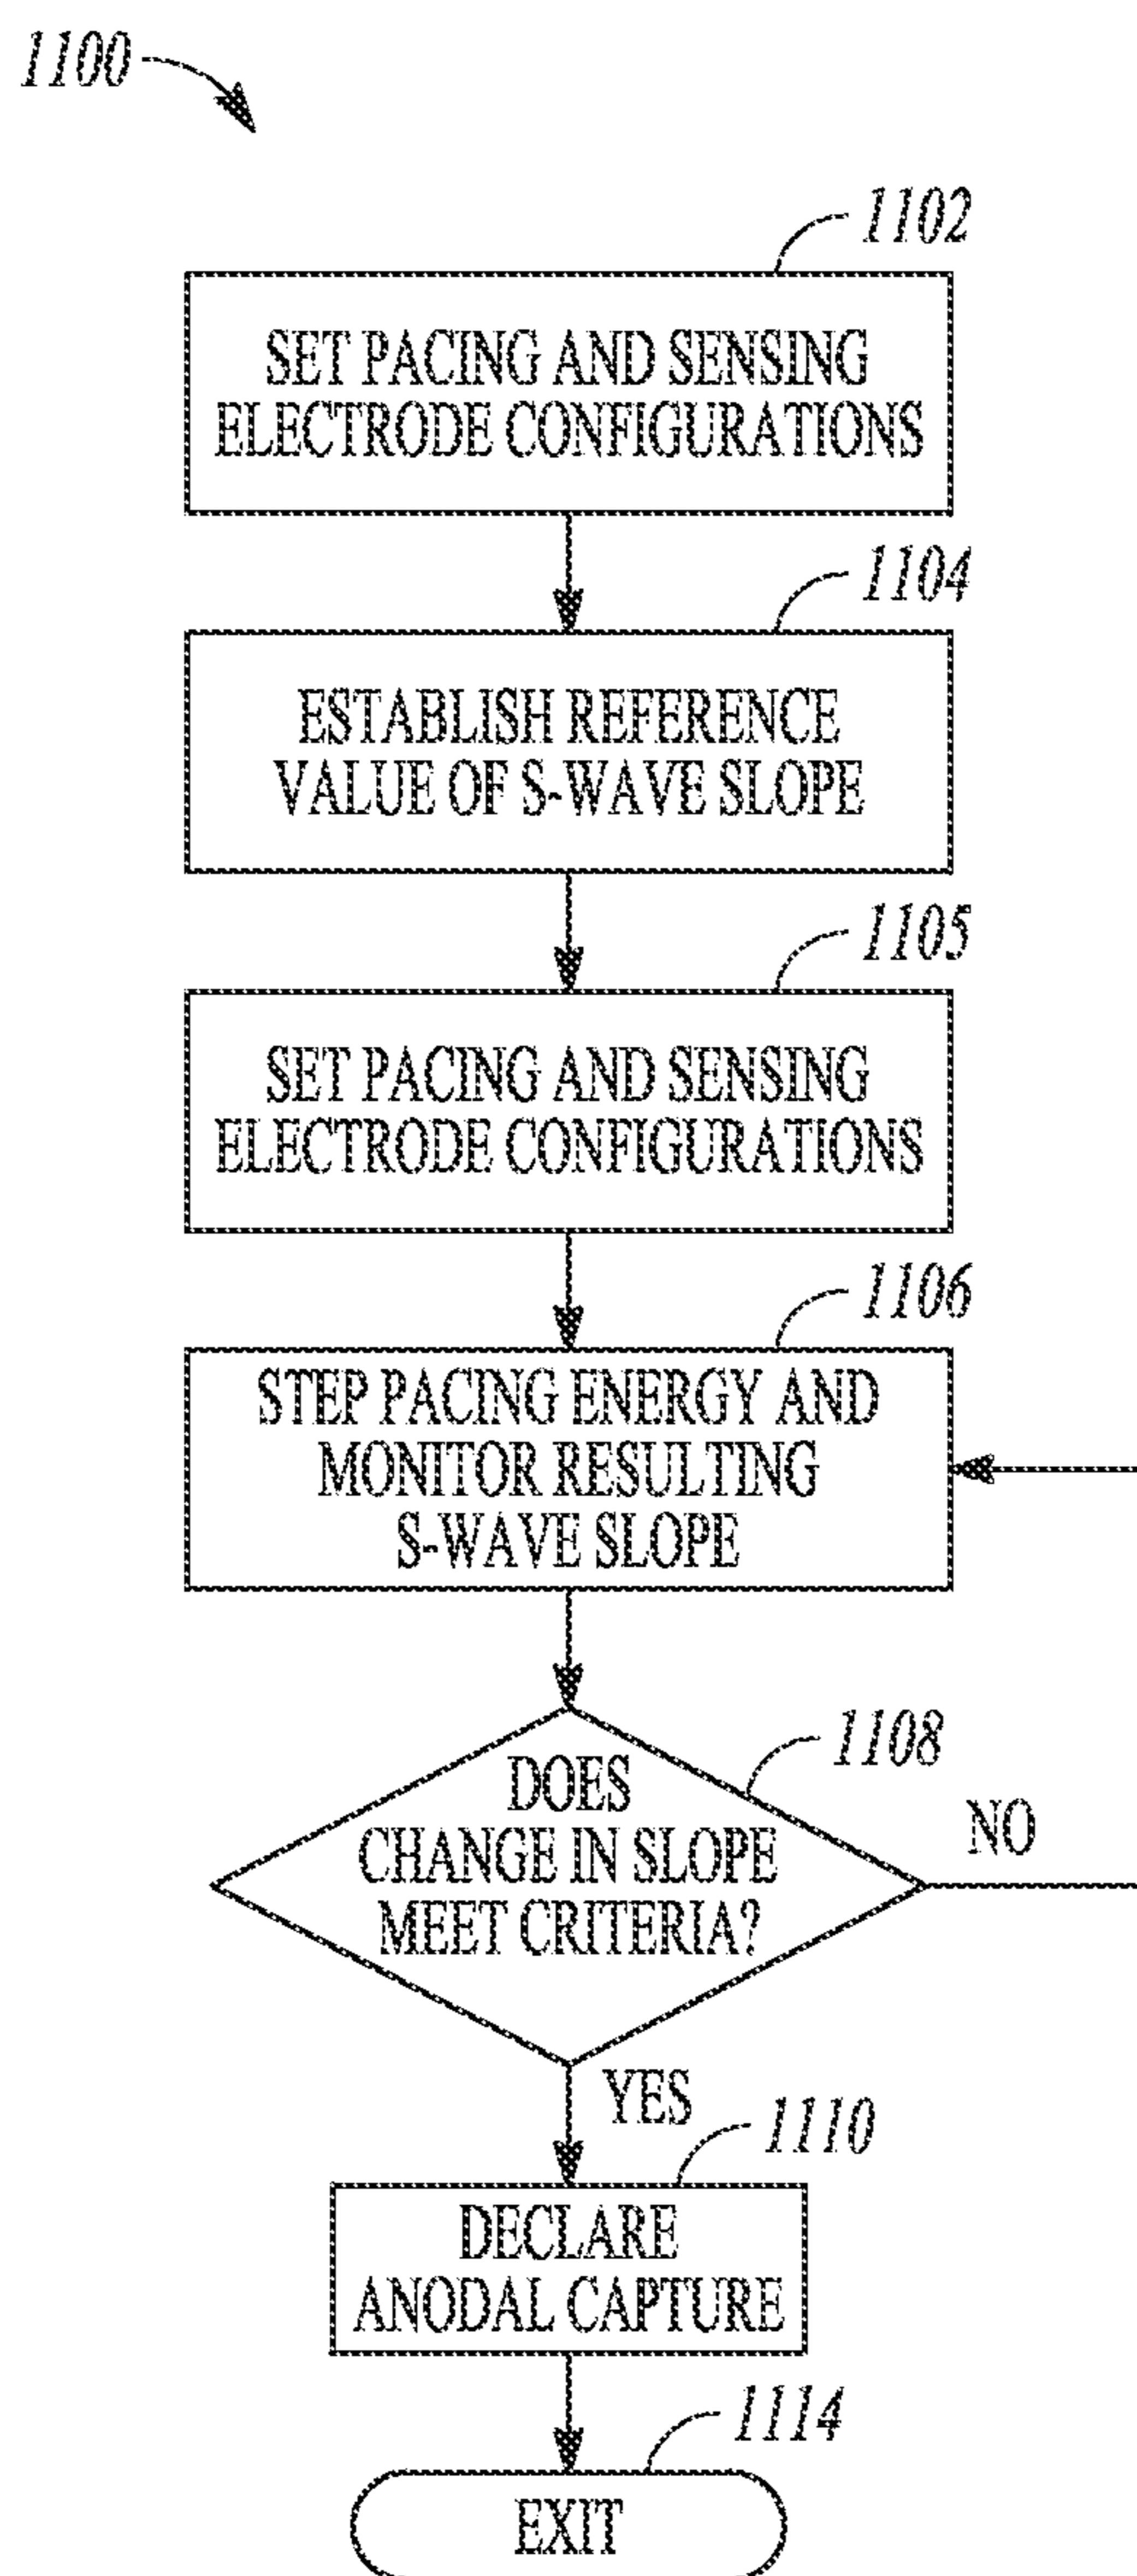 1100
1102
SET PACING AND SENSING
ELECTRODE CONFIGURATIONS
1104
ESTABLISH REFERENCE
VALUE OF S-WAVE SLOPE
1105
SET PACING AND SENSING
ELECTRODE CONFIGURATIONS
1106
STEP PACING ENERGY AND
MONITOR RESULTING
S-WAVE SLOPE
1108
DOES
CHANGE IN SLOPE
MEET CRITERIA?
NO
YES
1110
DECLARE
ANODAL CAPTURE
1114
EXIT